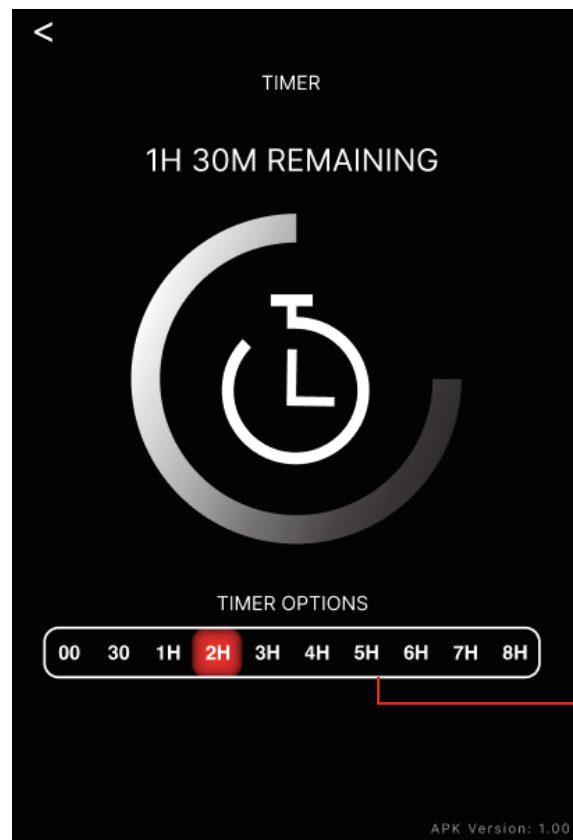 <
TIMER
1H 30M REMAINING
TIMER OPTIONS
00 30 1H 2H 3H 4H 5H 6H 7H 8H
APK Version: 1.00